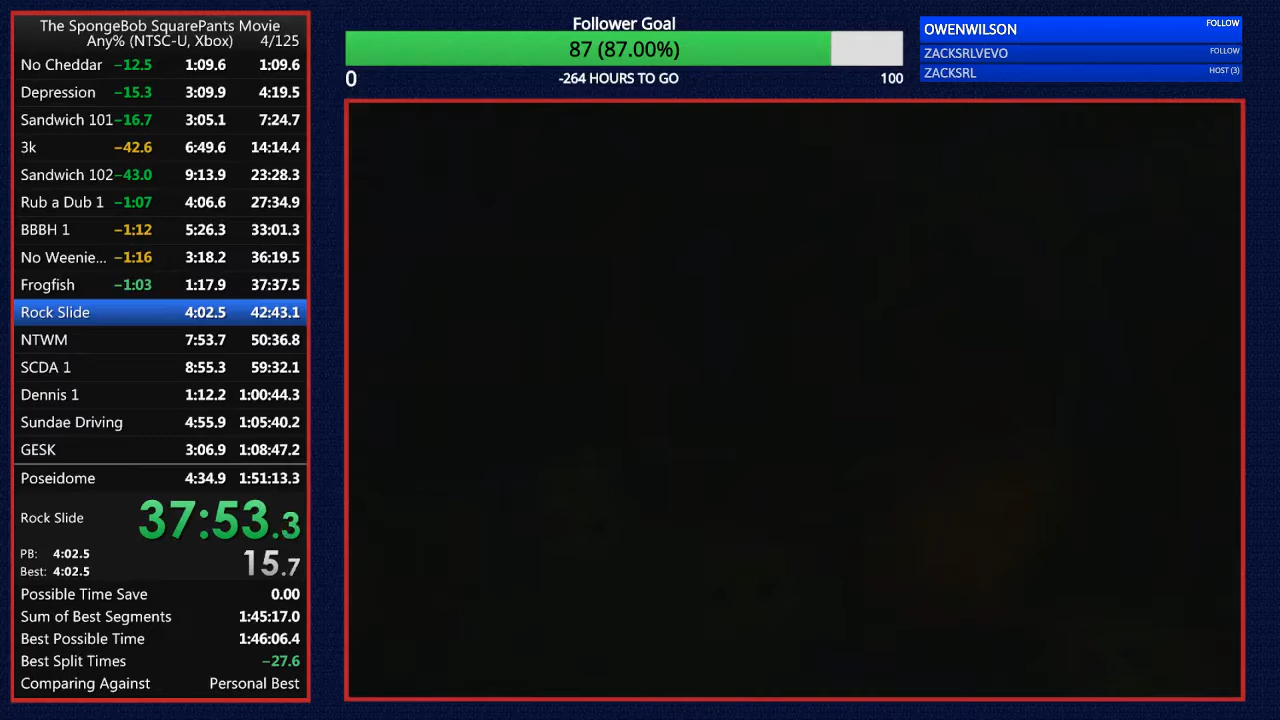 The SpongeBob SquarePants Movie
Any% (NTSC-U, Xbox) 4/125
No Cheddar -12.5 1:09.6 1:09.6
Depression -15.3 3:09.9 4:19.5
Sandwich 101 -16.7 3:05.1 7:24.7
3k -42.6 6:49.6 14:14.4
Sandwich 102 -43.0 9:13.9 23:28.3
Rub a Dub 1 -1:07 4:06.6 27:34.9
BBBH 1 -1:12 5:26.3 33:01.3
No Weenie... -1:16 3:18.2 36:19.5
Frogfish -1:03 1:17.9 37:37.5
Rock Slide 4:02.5 42:43.1
NTWM 7:53.7 50:36.8
SCDA 1 8:55.3 59:32.1
Dennis 1 1:12.2 1:00:44.3
Sundae Driving 4:55.9 1:05:40.2
GESK 3:06.9 1:08:47.2
Poseidome 4:34.9 1:51:13.3
Rock Slide 37:53.3
PB: 4:02.5
Best: 4:02.5
15.7
Possible Time Save 0.00
Sum of Best Segments 1:45:17.0
Best Possible Time 1:46:06.4
Best Split Times -27.6
Comparing Against Personal Best
Follower Goal
87 (87.00%)
0 -264 HOURS TO GO 100
OWENWILSON FOLLOW
ZACKSRLVEVO FOLLOW
ZACKSRL HOST (3)